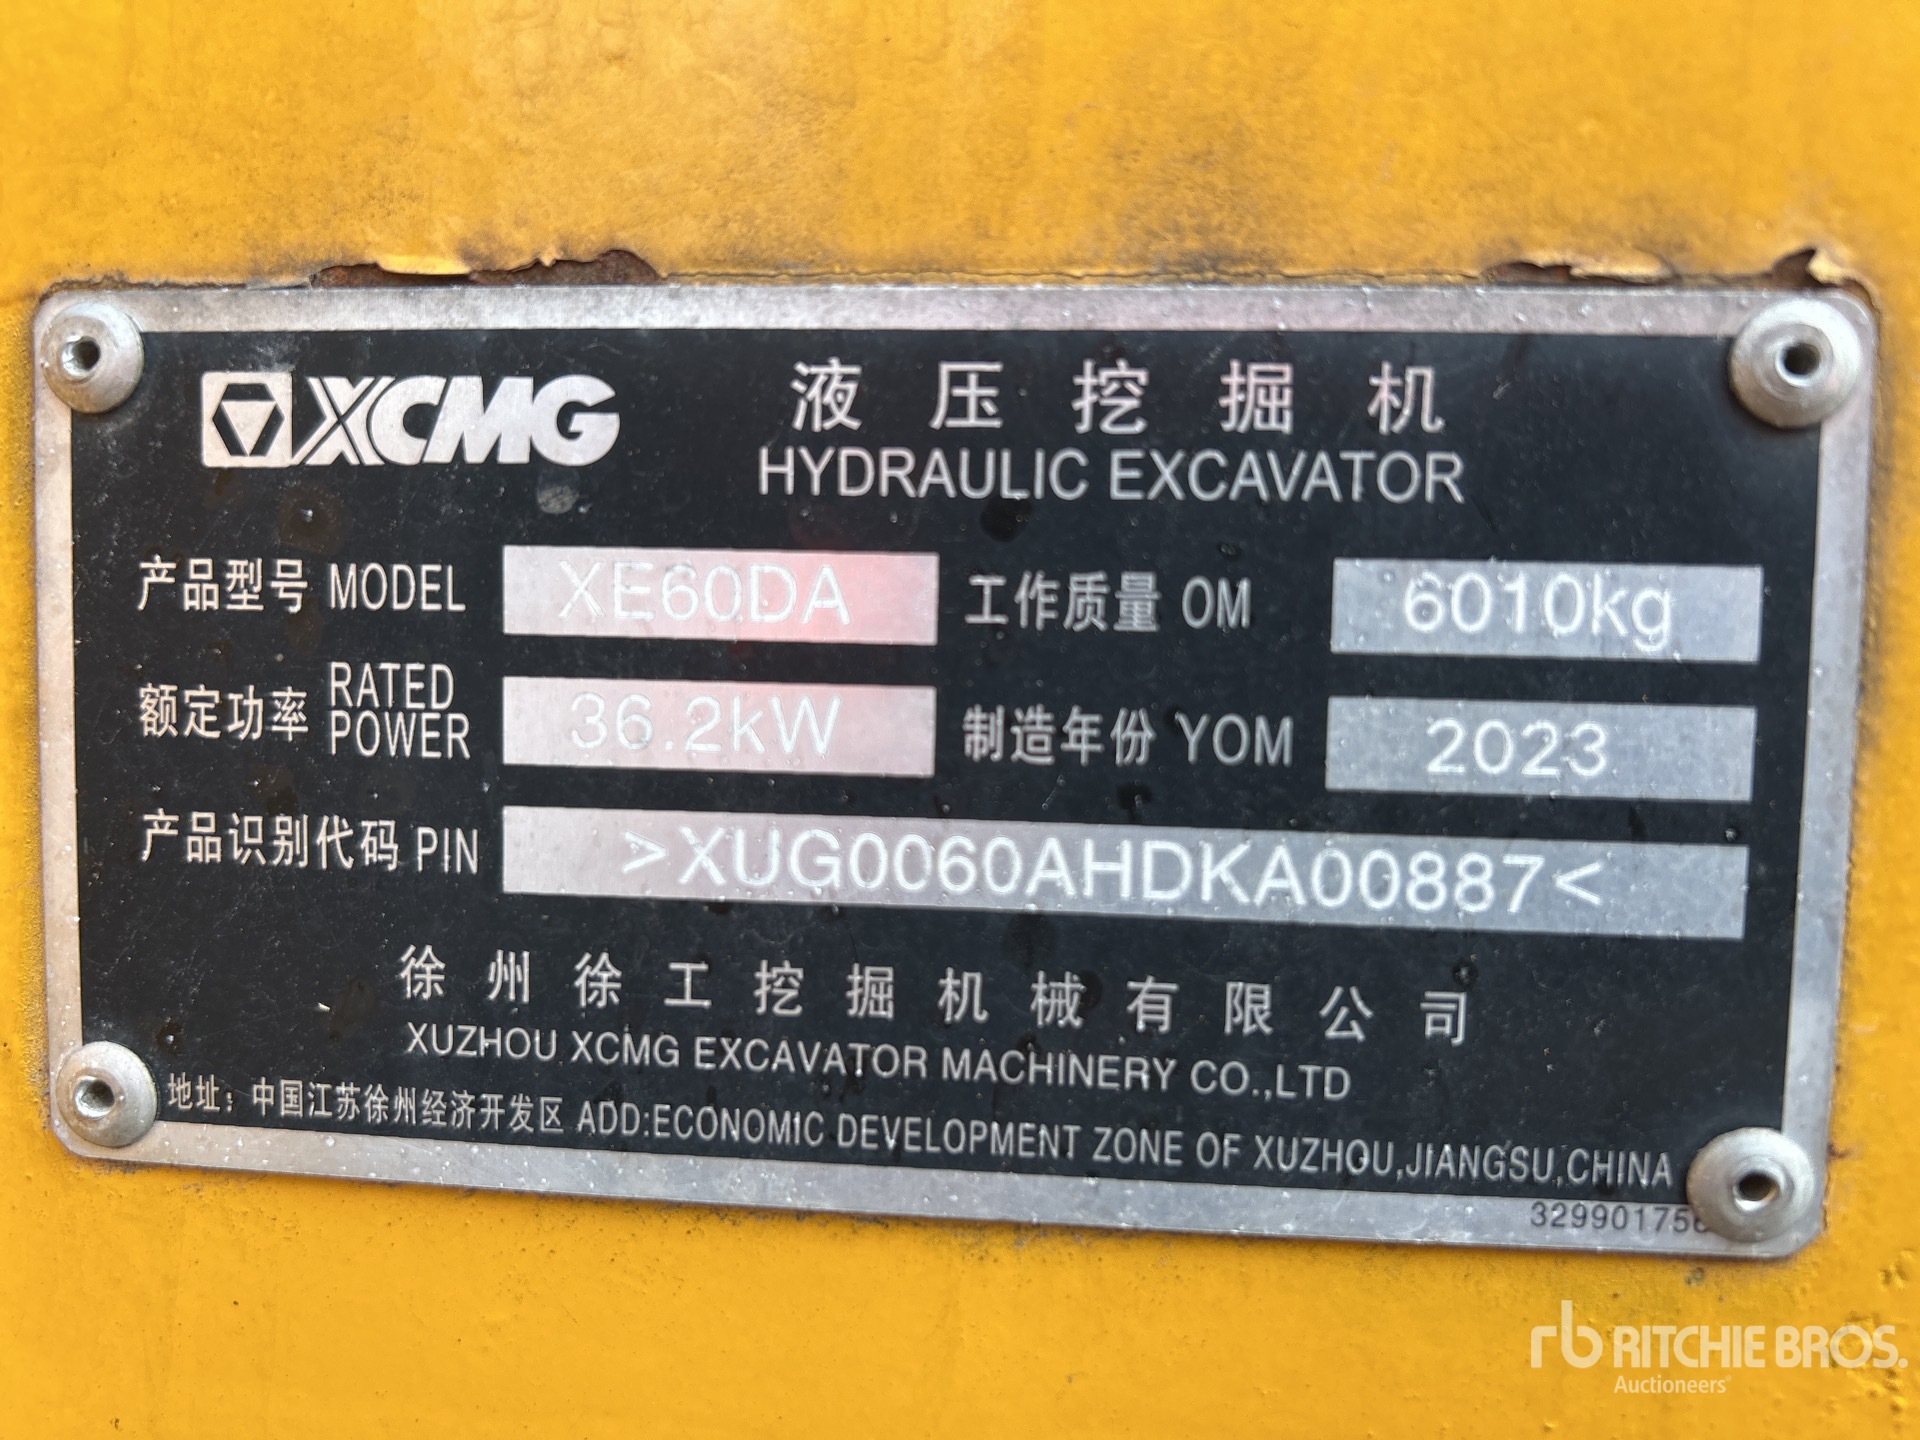 XCMG
液压挖掘机
HYDRAULIC EXCAVATOR
产品型号 MODEL XE60DA 工作质量 OM 6010kg
额定功率 RATED POWER 36.2kW 制造年份 YOM 2023
产品识别代码 PIN >XUG0060AHDKA00887<
徐州徐工挖掘机械有限公司
XUZHOU XCMG EXCAVATOR MACHINERY CO.,LTD
地址：中国江苏徐州经济开发区 ADD:ECONOMIC DEVELOPMENT ZONE OF XUZHOU,JIANGSU,CHINA
rb RITCHIE BROS.
Auctioneers